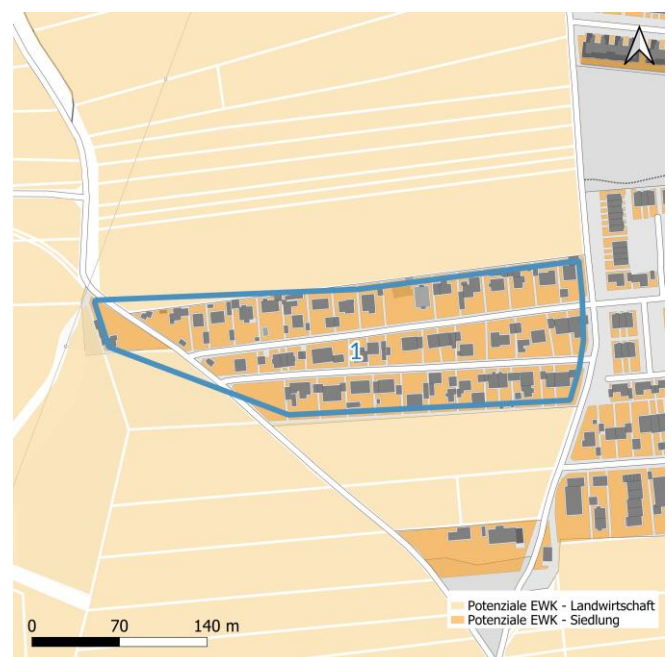 1
Potenziale EWK - Landwirtschaft
Potenziale EWK - Siedlung
0 70 140 m